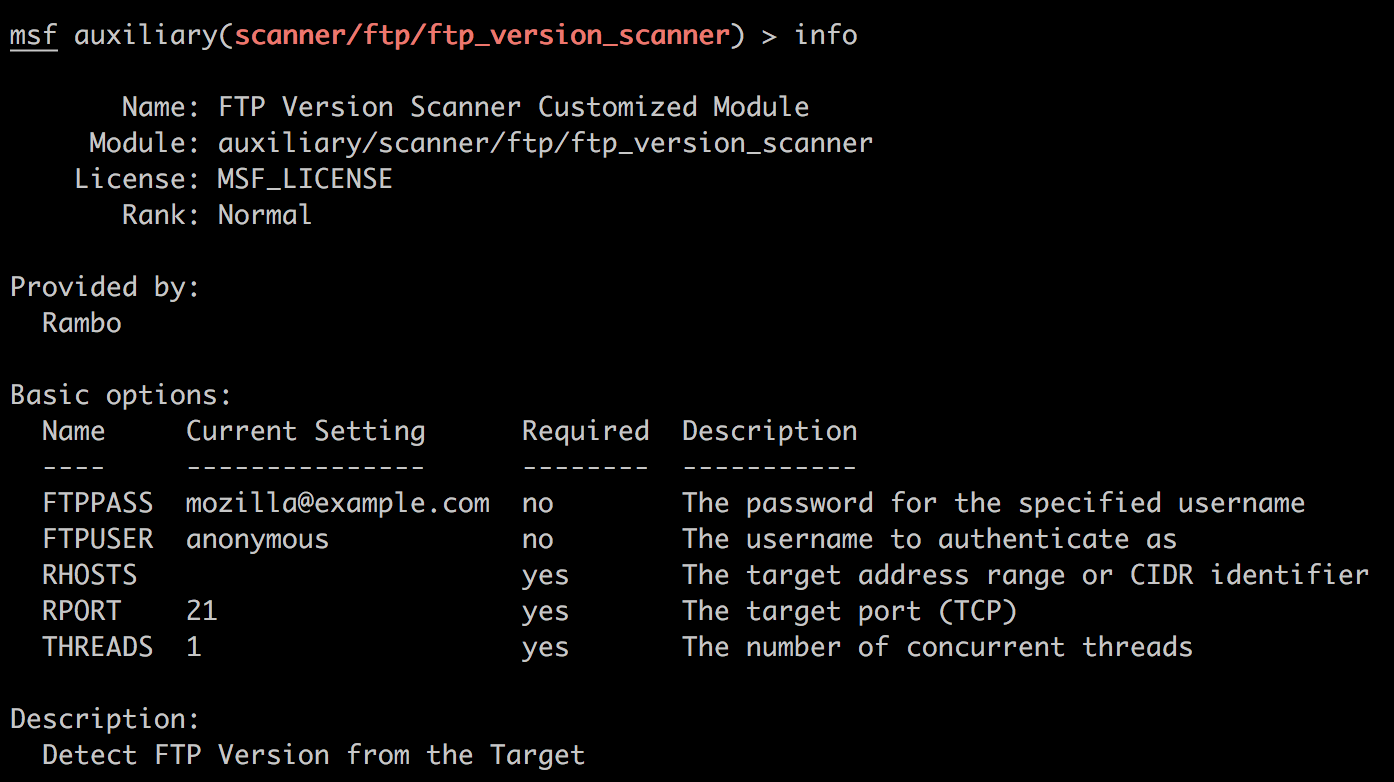 msf auxiliary(scanner/ftp/ftp_version_scanner) > info
Name: FTP Version Scanner Customized Module
Module: auxiliary/scanner/ftp/ftp_version_scanner
License: MSF_LICENSE
Rank: Normal
Provided by:
Rambo
Basic options:
Name Current Setting Required Description
---- --------------- -------- -----------
FTPPASS mozilla@example.com no The password for the specified username
FTPUSER anonymous no The username to authenticate as
RHOSTS yes The target address range or CIDR identifier
RPORT 21 yes The target port (TCP)
THREADS 1 yes The number of concurrent threads
Description:
Detect FTP Version from the Target